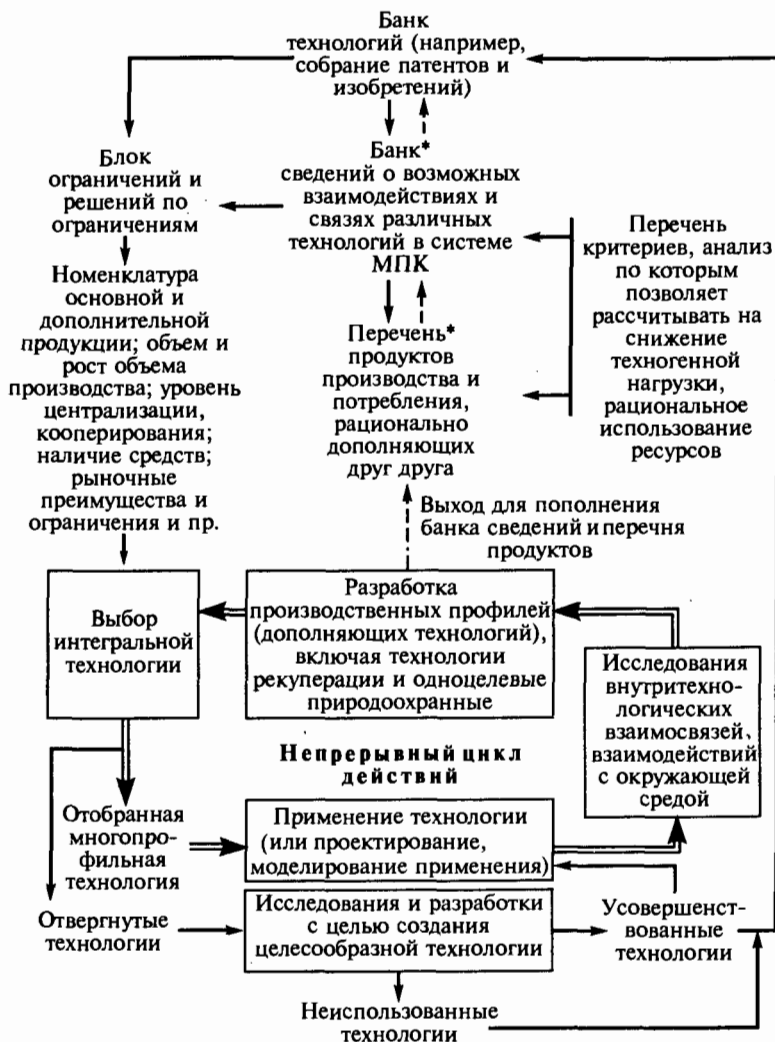 Банк
технологий (например,
собрание патентов и
изобретений)
Блок
ограничений и
решений по
ограничениям
Банк*
сведений о возможных
взаимодействиях и
связях различных
технологий в системе
МПК
Перечень
критериев, анализ
по которым
позволяет
рассчитывать на
снижение
техногенной
нагрузки,
рациональное
использование
ресурсов
Номенклатура
основной и
дополнительной
продукции; объем и
рост объема
производства; уровень
централизации,
кооперирования;
наличие средств;
рыночные
преимущества и
ограничения и пр.
Перечень*
продуктов
производства и
потребления,
рационально
дополняющих
друг друга
Выход для пополнения
банка сведений и перечня
продуктов
Выбор
интегральной
технологии
Разработка
производственных профилей
(дополняющих технологий),
включая технологии
рекуперации и одноцелевые
природоохранные
Исследования
внутритехно-
логических
взаимосвязей,
взаимодействий
с окружающей
средой
Непрерывный цикл
действий
Отобранная
многопро-
фильная
технология
Применение технологии
(или проектирование,
моделирование применения)
Отвергнутые
технологии
Исследования и разработки
с целью создания
целесообразной технологии
Усовершенст-
вованные
технологии
Неиспользованные
технологии